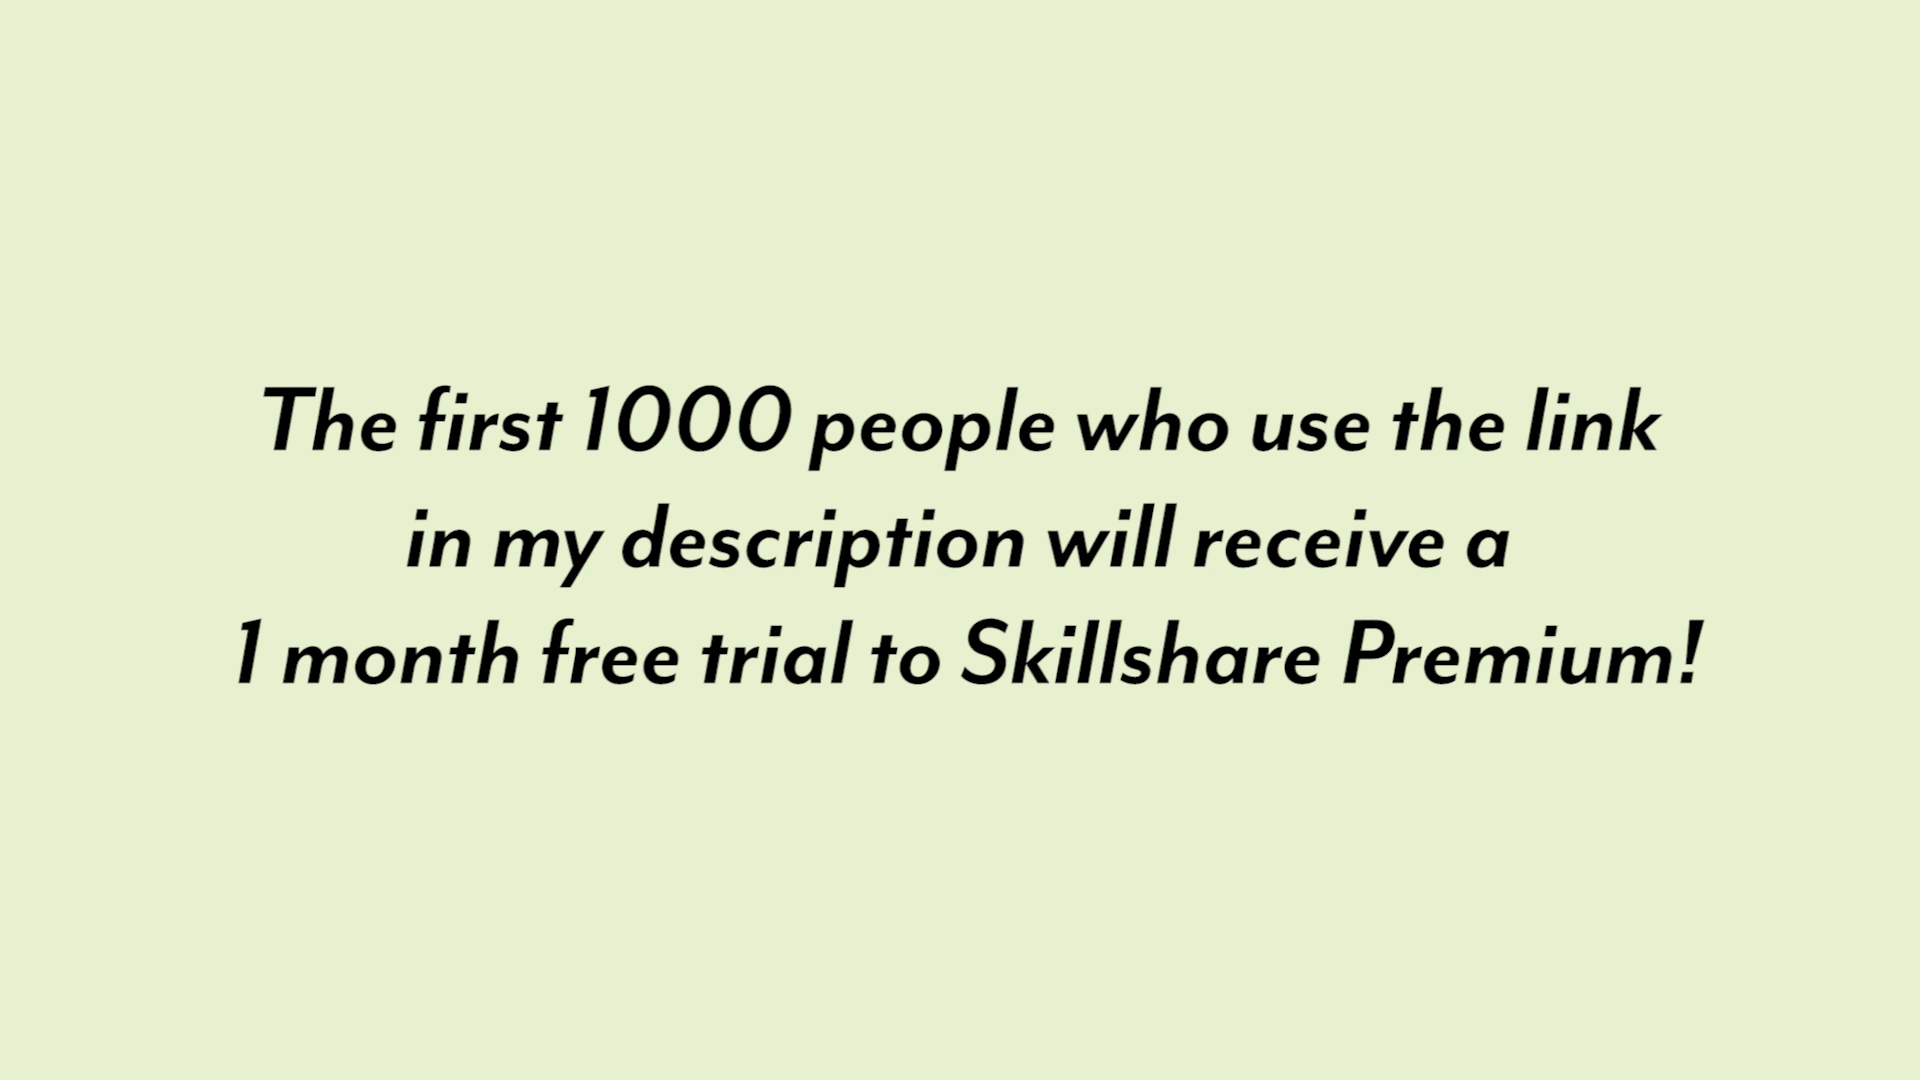 The first 1000 people who use the link
in my description will receive a
1 month free trial to Skillshare Premium!